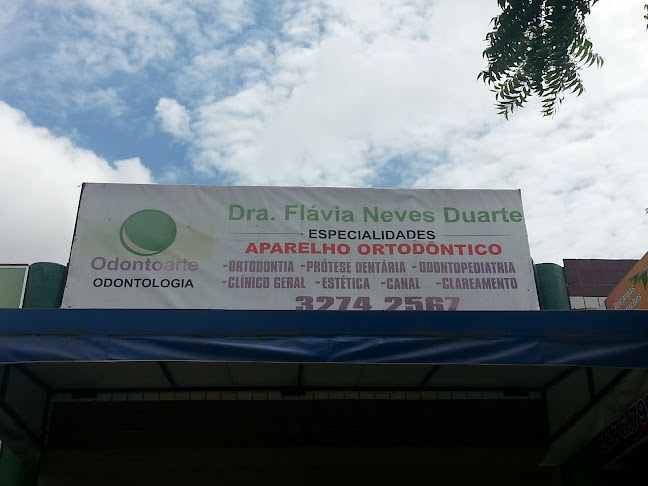 Dra. Flávia Neves Duarte
ESPECIALIDADES
APARELHO ORTODÔNTICO
-ORTODONTIA -PRÓTESE DENTÁRIA -ODONTOPEDIATRIA
-CLÍNICO GERAL -ESTÉTICA -CANAL -CLAREAMENTO
3274 2567
Odontoarte
ODONTOLOGIA